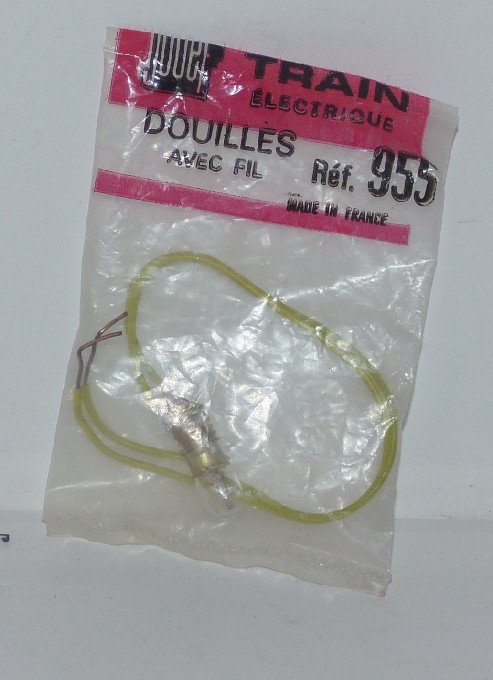 Jouef TRAIN
ÉLECTRIQUE
DOUILLES
AVEC FIL
Réf. 955
MADE IN FRANCE